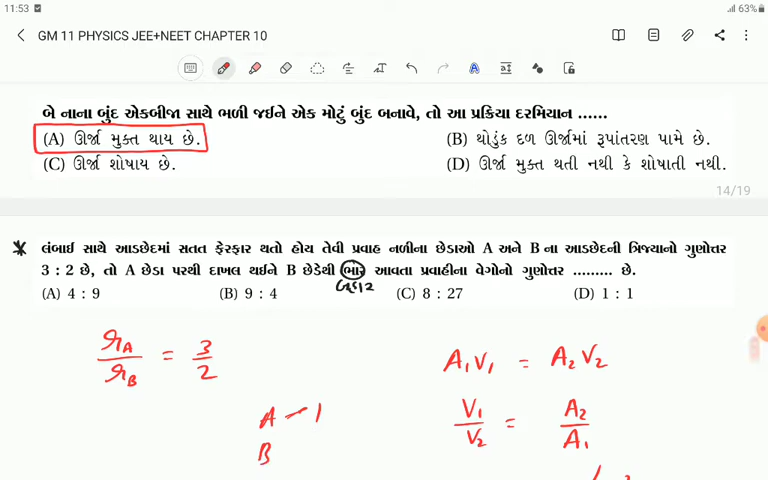 11:53
63%
GM 11 PHYSICS JEE+NEET CHAPTER 10
બે નાના બુંદ એકબીજા સાથે ભળી જઈને એક મોટું બુંદ બનાવે, તો આ પ્રક્રિયા દરમિયાન ......
(A) ઊર્જા મુક્ત થાય છે. (B) થોડુંક દળ ઊર્જામાં રૂપાંતરણ પામે છે.
(C) ઊર્જા શોષાય છે. (D) ઊર્જા મુક્ત થતી નથી કે શોષાતી નથી.
14/19
લંબાઈ સાથે આડછેદમાં સતત ફેરફાર થતો હોય તેવી પ્રવાહ નળીના છેડાઓ A અને B ના આડછેદની ત્રિજ્યાનો ગુણોત્તર
3 : 2 છે, તો A છેડા પરથી દાખલ થઈને B છેડેથી ભાર આવતા પ્રવાહીના વેગોનો ગુણોત્તર ......... છે.
બહાર
(A) 4 : 9 (B) 9 : 4 (C) 8 : 27 (D) 1 : 1
r_A / r_B = 3 / 2
A₁V₁ = A₂V₂
A – 1
V₁ / V₂ = A₂ / A₁
B